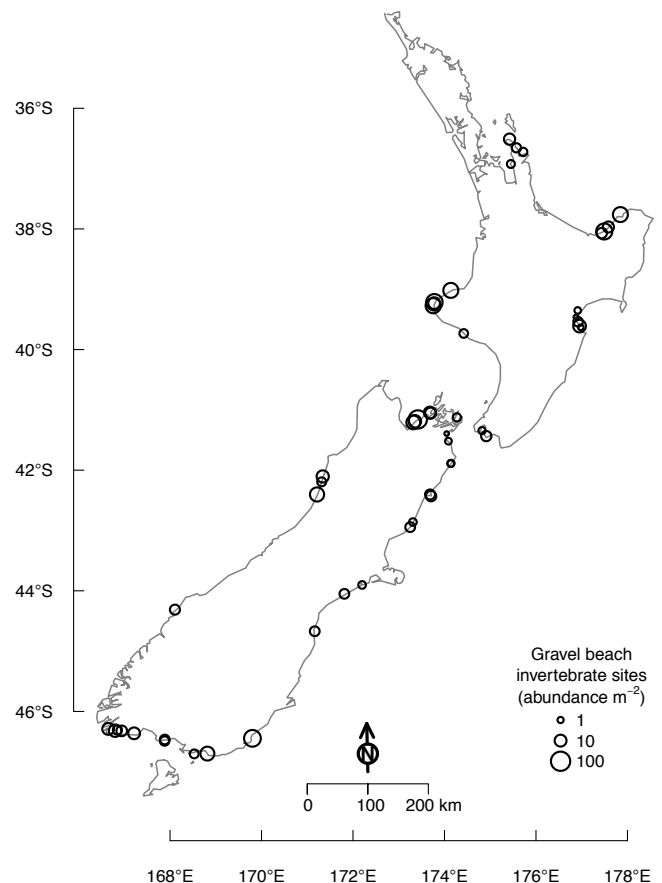 36°S
38°S
40°S
42°S
44°S
46°S
Gravel beach
invertebrate sites
(abundance m⁻²)
1
10
100
N
0 100 200 km
168°E 170°E 172°E 174°E 176°E 178°E